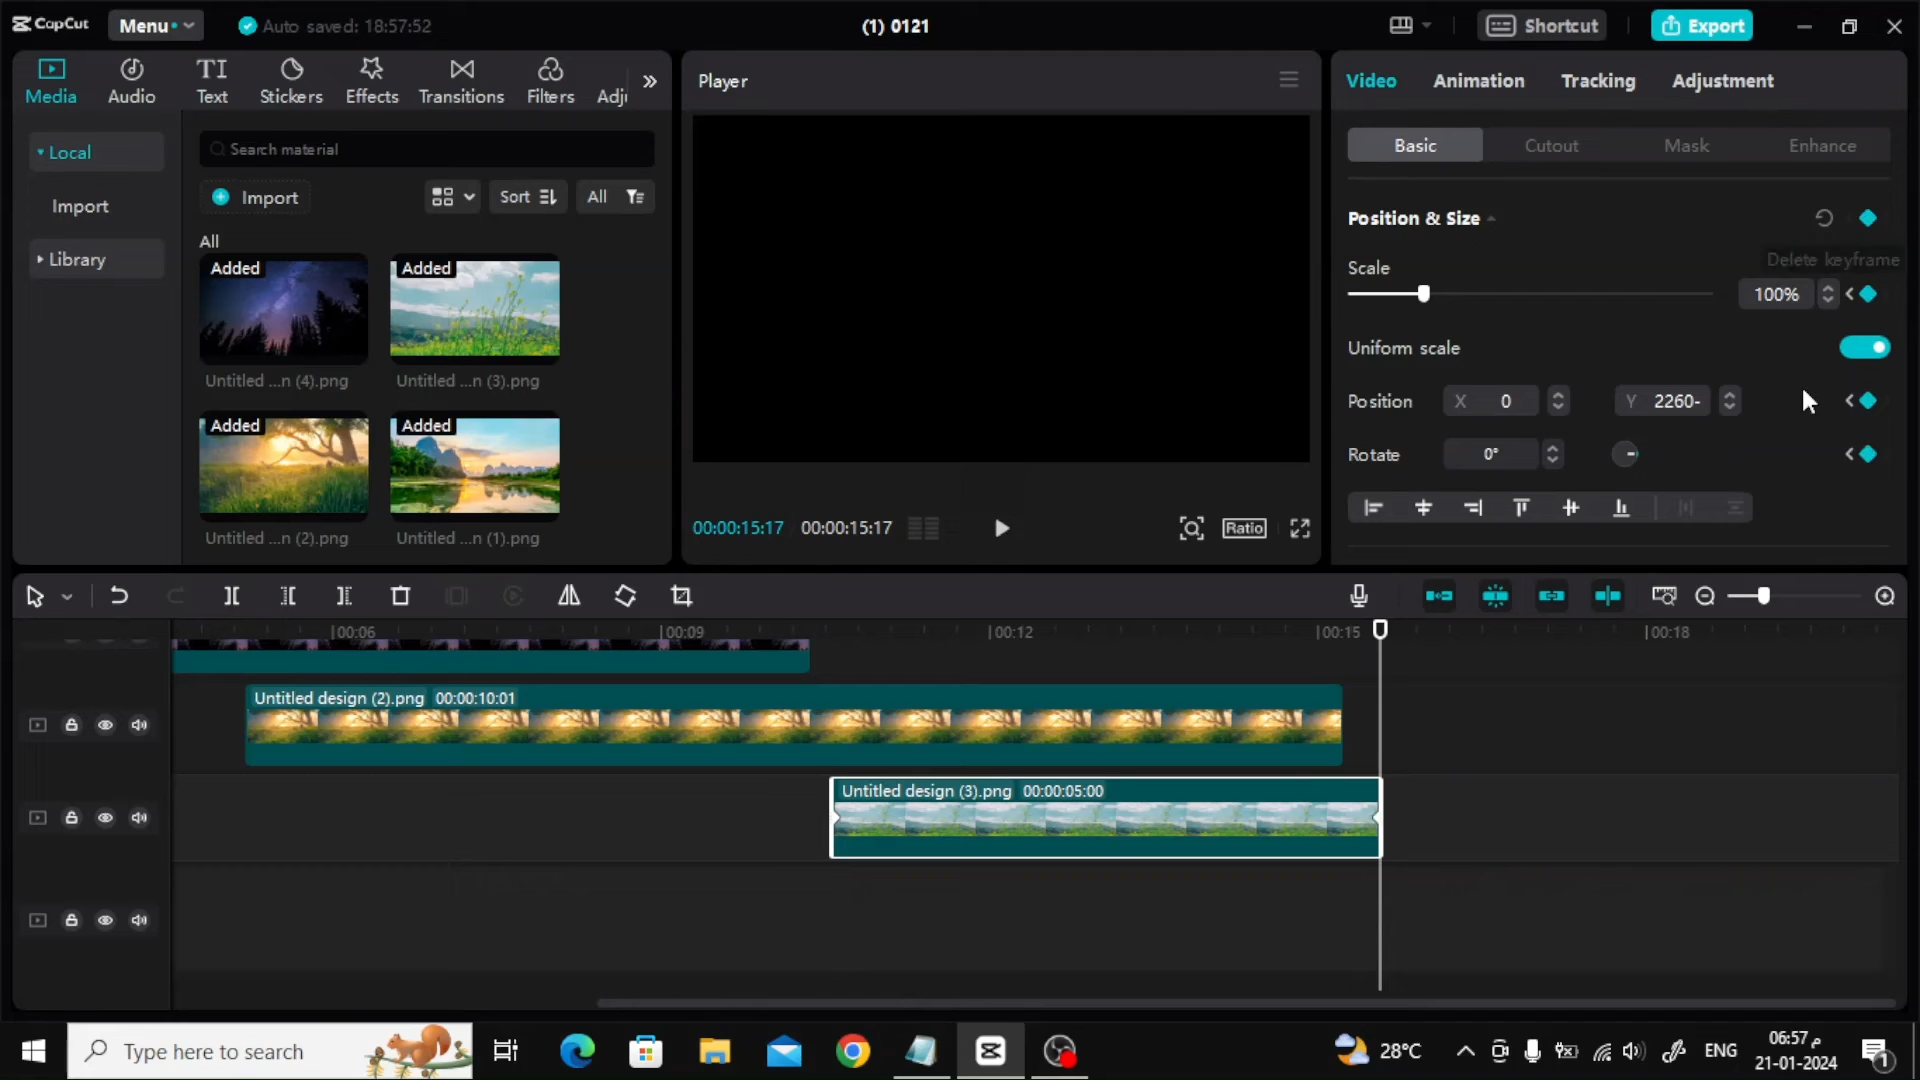 CapCut
Menu
Auto saved: 18:57:52
(1) 0121
Shortcut
Export
Media
Audio
TI
Text
Stickers
Effects
Transitions
Filters
Adj
Player
Video
Animation
Tracking
Adjustment
Local
Import
Library
Search material
Import
Sort
All
All
Added
Untitled ...n (4).png
Added
Untitled ...n (3).png
Added
Untitled ...n (2).png
Added
Untitled ...n (1).png
00:00:15:17
00:00:15:17
Ratio
Basic
Cutout
Mask
Enhance
Position & Size
Delete keyframe
Scale
100%
Uniform scale
Position
X 0
Y 2260-
Rotate
0°
00:06
00:09
00:12
00:15
00:18
Untitled design (2).png 00:00:10:01
Untitled design (3).png 00:00:05:00
Type here to search
28°C
ENG
06:57 م
21-01-2024
1